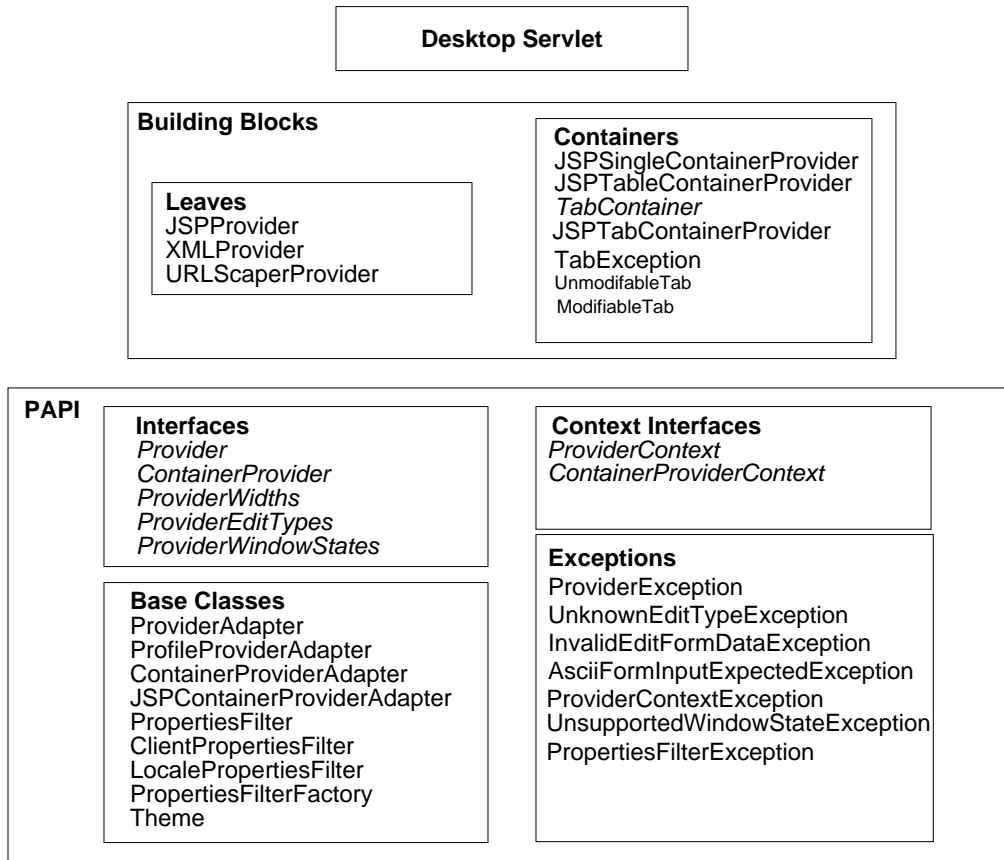 Desktop Servlet
Building Blocks
Leaves
JSPProvider
XMLProvider
URLScaperProvider
Containers
JSPSingleContainerProvider
JSPTableContainerProvider
TabContainer
JSPTabContainerProvider
TabException
UnmodifableTab
ModifiableTab
PAPI
Interfaces
Provider
ContainerProvider
ProviderWidths
ProviderEditTypes
ProviderWindowStates
Context Interfaces
ProviderContext
ContainerProviderContext
Base Classes
ProviderAdapter
ProfileProviderAdapter
ContainerProviderAdapter
JSPContainerProviderAdapter
PropertiesFilter
ClientPropertiesFilter
LocalePropertiesFilter
PropertiesFilterFactory
Theme
Exceptions
ProviderException
UnknownEditTypeException
InvalidEditFormDataException
AsciiFormInputExpectedException
ProviderContextException
UnsupportedWindowStateException
PropertiesFilterException